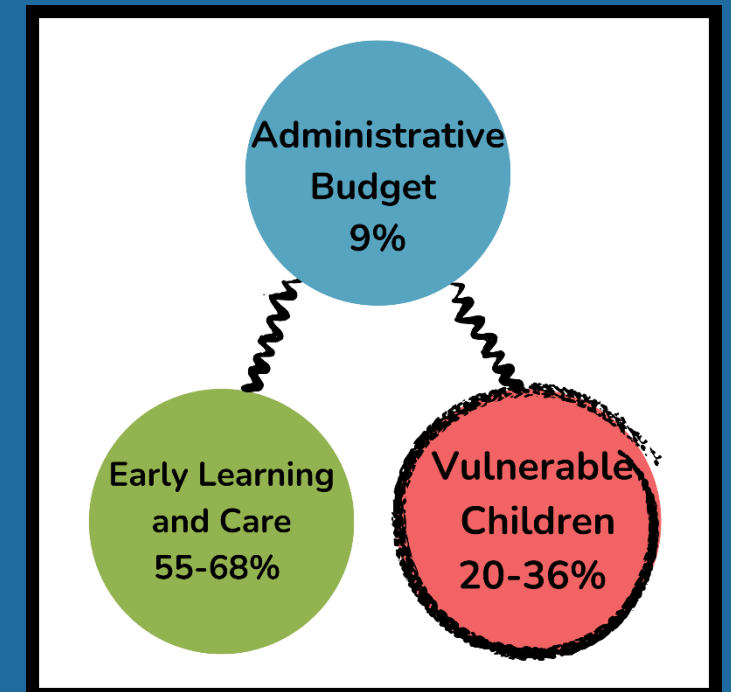 Administrative
Budget
9%
Early Learning
and Care
55-68%
Vulnerable
Children
20-36%